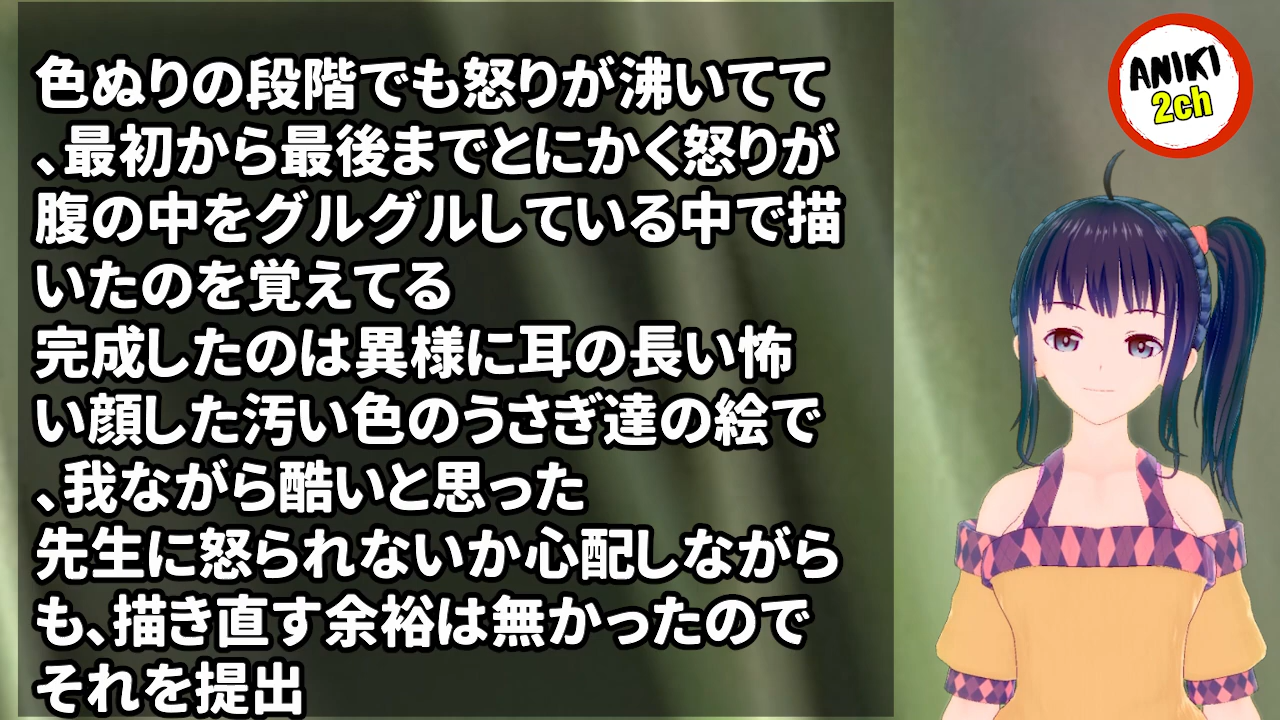 色ぬりの段階でも怒りが沸いてて
、最初から最後までとにかく怒りが
腹の中をグルグルしている中で描
いたのを覚えてる
完成したのは異様に耳の長い怖
い顔した汚い色のうさぎ達の絵で
、我ながら酷いと思った
先生に怒られないか心配しながら
も、描き直す余裕は無かったので
それを提出
ANIKI
2ch